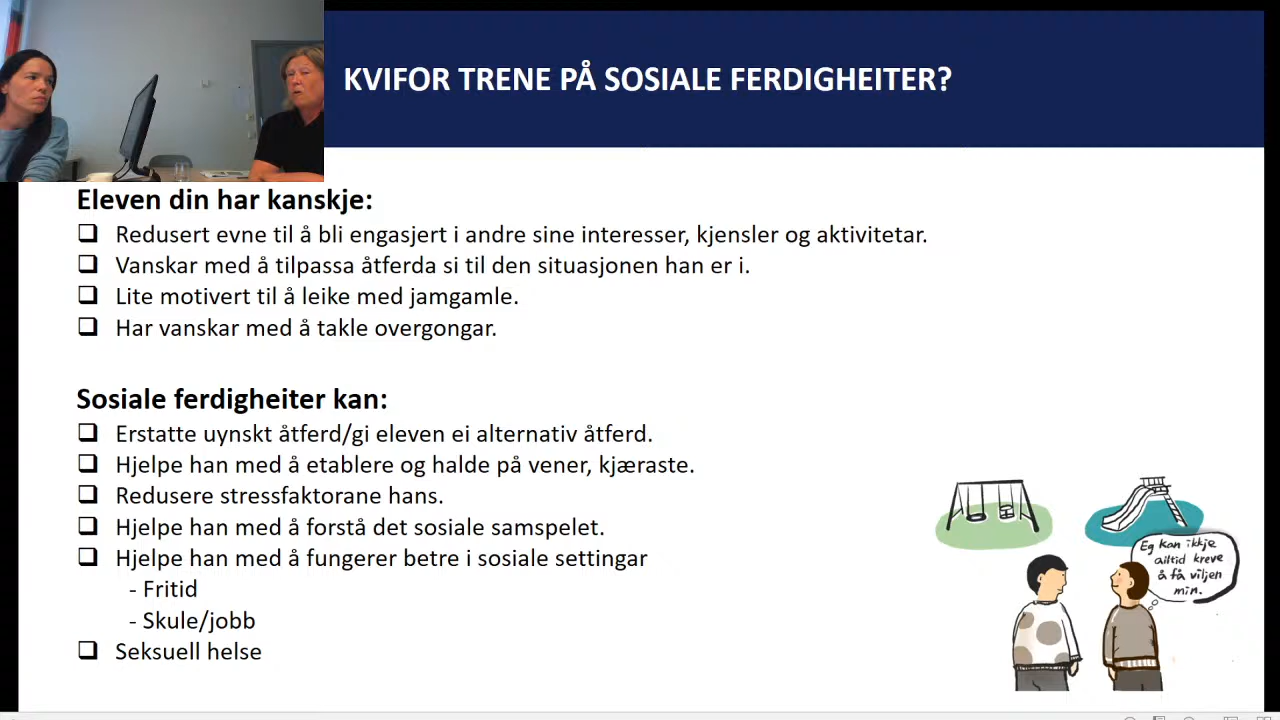 KVIFOR TRENE PÅ SOSIALE FERDIGHEITER?
Eleven din har kanskje:
Redusert evne til å bli engasjert i andre sine interesser, kjensler og aktivitetar.
Vanskar med å tilpassa åtferda si til den situasjonen han er i.
Lite motivert til å leike med jamgamle.
Har vanskar med å takle overgongar.
Sosiale ferdigheiter kan:
Erstatte uynskt åtferd/gi eleven ei alternativ åtferd.
Hjelpe han med å etablere og halde på vener, kjæraste.
Redusere stressfaktorane hans.
Hjelpe han med å forstå det sosiale samspelet.
Hjelpe han med å fungerer betre i sosiale settingar
- Fritid
- Skule/jobb
Seksuell helse
Eg kan ikkje
alltid kreve
å få viljen
min.